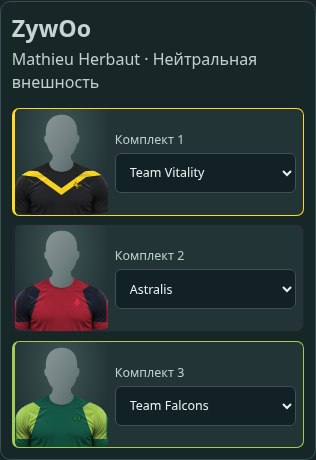 ZywOo
Mathieu Herbaut · Нейтральная
внешность
Комплект 1
Team Vitality
Комплект 2
Astralis
Комплект 3
Team Falcons